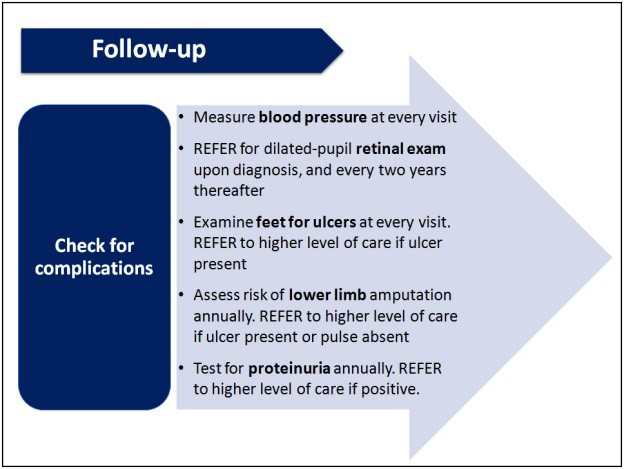 Follow-up
Check for
complications
• Measure blood pressure at every visit
• REFER for dilated-pupil retinal exam
upon diagnosis, and every two years
thereafter
• Examine feet for ulcers at every visit.
REFER to higher level of care if ulcer
present
• Assess risk of lower limb amputation
annually. REFER to higher level of care
if ulcer present or pulse absent
• Test for proteinuria annually. REFER
to higher level of care if positive.